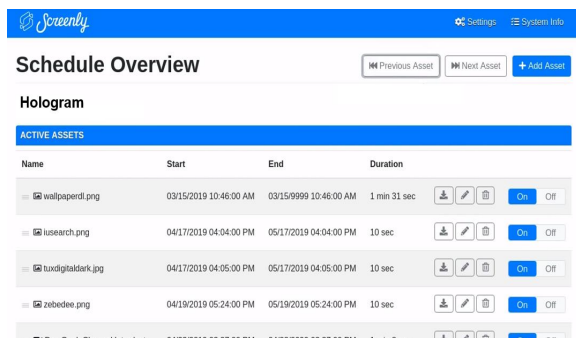 Screenly
Settings System Info
Schedule Overview
Previous Asset Next Asset + Add Asset
Hologram
ACTIVE ASSETS
Name Start End Duration
wallpaperdl.png 03/15/2019 10:46:00 AM 03/15/9999 10:46:00 AM 1 min 31 sec On Off
iusearch.png 04/17/2019 04:04:00 PM 05/17/2019 04:04:00 PM 10 sec On Off
tuxdigitaldark.jpg 04/17/2019 04:05:00 PM 05/17/2019 04:05:00 PM 10 sec On Off
zebedee.png 04/19/2019 05:24:00 PM 05/19/2019 05:24:00 PM 10 sec On Off